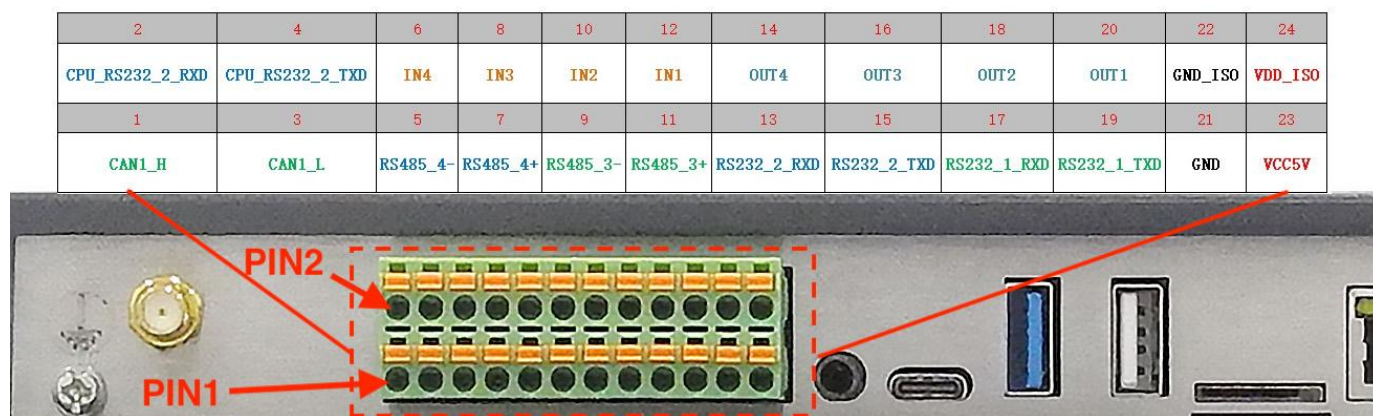 2 4 6 8 10 12 14 16 18 20 22 24
CPU_RS232_2_RXD CPU_RS232_2_TXD IN4 IN3 IN2 IN1 OUT4 OUT3 OUT2 OUT1 GND_ISO VDD_ISO
1 3 5 7 9 11 13 15 17 19 21 23
CAN1_H CAN1_L RS485_4- RS485_4+ RS485_3- RS485_3+ RS232_2_RXD RS232_2_TXD RS232_1_RXD RS232_1_TXD GND VCC5V
PIN2
PIN1